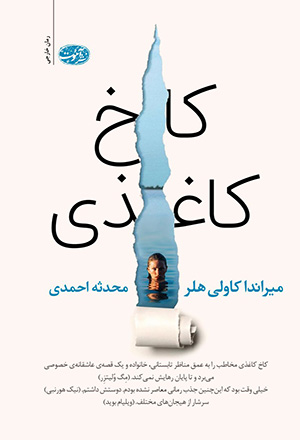 رمان خارجی
کاخ
کاغذی
میراندا کاولی هلر
محدثه احمدی
کاخ کاغذی مخاطب را به عمق مناظر تابستانی، خانواده و یک قصه‌ی عاشقانه‌ی خصوصی
می‌برد و تا پایان رهایش نمی‌کند. (مگ وُلیتزر)
خیلی وقت بود که این‌چنین جذب رمانی معاصر نشده بودم. دوستش داشتم. (نیک هورنبی)
سرشار از هیجان‌های مختلف. (ویلیام بوید)